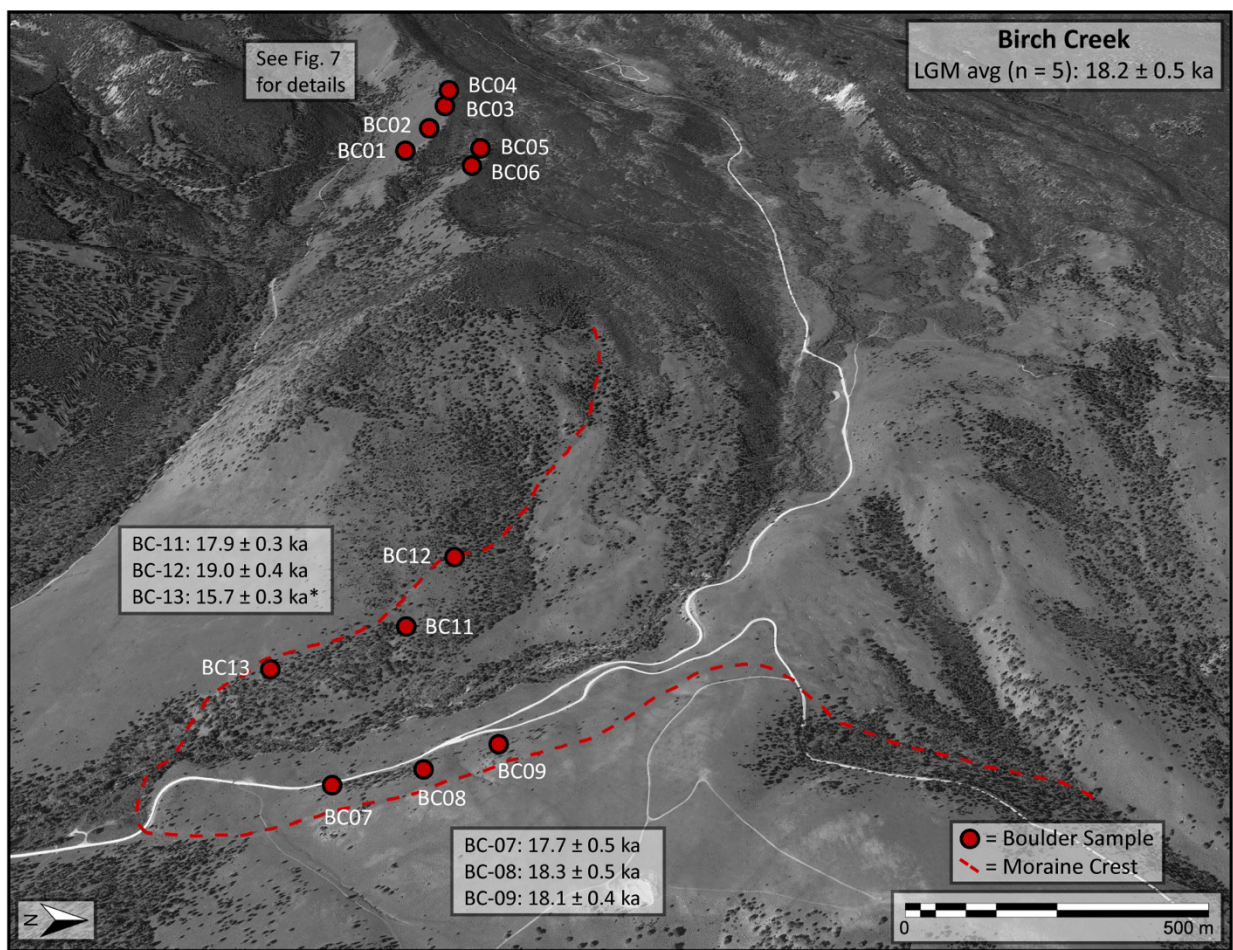 Birch Creek
LGM avg (n = 5): 18.2 ± 0.5 ka
See Fig. 7
for details
BC04
BC03
BC02
BC01
BC05
BC06
BC-11: 17.9 ± 0.3 ka
BC-12: 19.0 ± 0.4 ka
BC-13: 15.7 ± 0.3 ka*
BC12
BC11
BC13
BC09
BC08
BC07
BC-07: 17.7 ± 0.5 ka
BC-08: 18.3 ± 0.5 ka
BC-09: 18.1 ± 0.4 ka
= Boulder Sample
= Moraine Crest
N
0
500 m